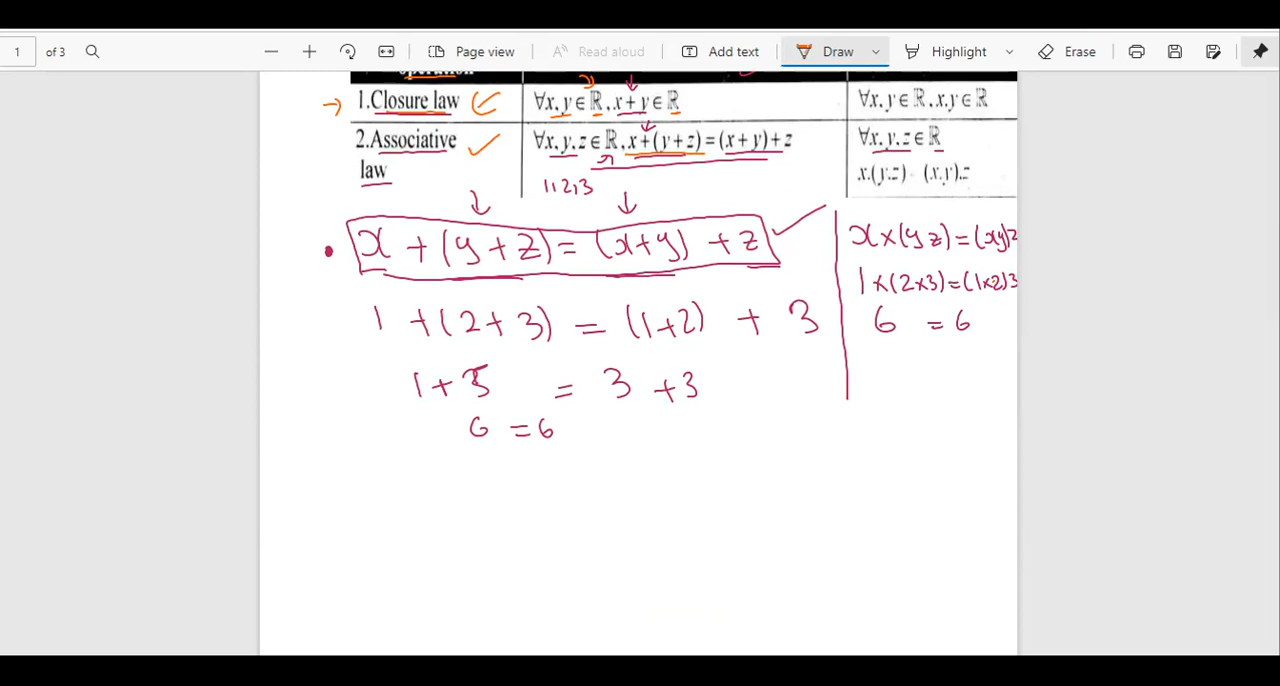 1 of 3 Page view Read aloud Add text Draw Highlight Erase
operation
1.Closure law ∀x, y ∈ ℝ, x + y ∈ ℝ ∀x, y ∈ ℝ, x.y ∈ ℝ
2.Associative law ∀x, y, z ∈ ℝ, x + (y + z) = (x + y) + z ∀x, y, z ∈ ℝ
x.(y.z) (x.y).z
1,2,3
x + (y + z) = (x + y) + z
1 + (2 + 3) = (1+2) + 3
1 + 5 = 3 + 3
6 = 6
x × (y z) = (xy)z
1 × (2×3) = (1×2)3
6 = 6